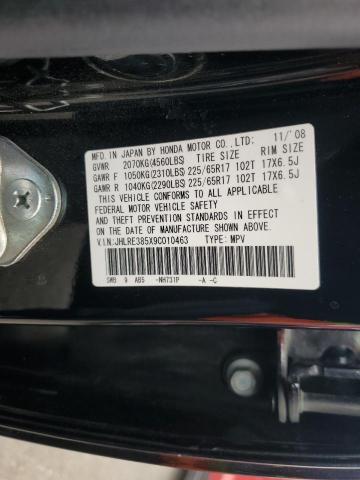 MFD. IN JAPAN BY HONDA MOTOR CO.,LTD: 11/'08
GVWR 2070KG(4560LBS) TIRE SIZE RIM SIZE
GAWR F 1050KG(2310LBS) 225/65R17 102T 17X6.5J
GAWR R 1040KG(2290LBS) 225/65R17 102T 17X6.5J
THIS VEHICLE CONFORMS TO ALL APPLICABLE
FEDERAL MOTOR VEHICLE SAFETY
AND THEFT PREVENTION STANDARDS IN EFFECT
ON THE DATE OF MANUFACTURE SHOWN ABOVE.
V.I.N:JHLRE385X9C010463 TYPE: MPV
SWB 9 AB5 -NH731P -A -C